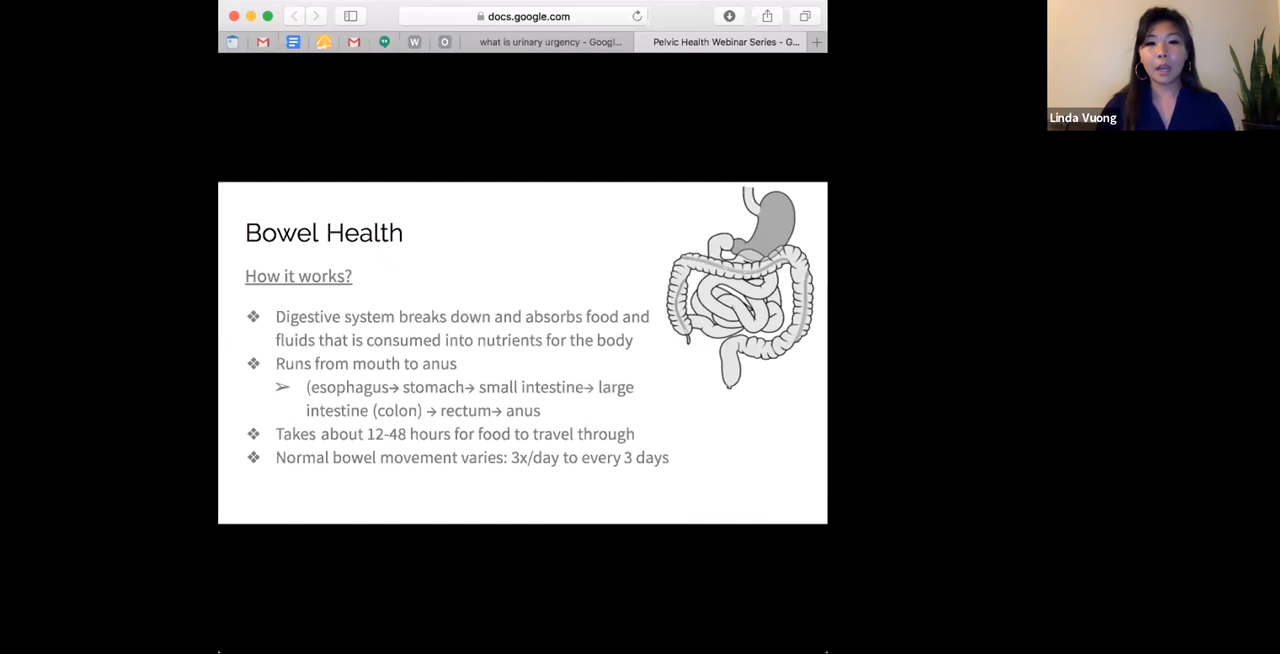 docs.google.com
W
O
what is urinary urgency - Googl...
Pelvic Health Webinar Series - G...
Linda Vuong
Bowel Health
How it works?
❖ Digestive system breaks down and absorbs food and
fluids that is consumed into nutrients for the body
❖ Runs from mouth to anus
➢ (esophagus→ stomach→ small intestine→ large
intestine (colon) → rectum→ anus
❖ Takes about 12-48 hours for food to travel through
❖ Normal bowel movement varies: 3x/day to every 3 days